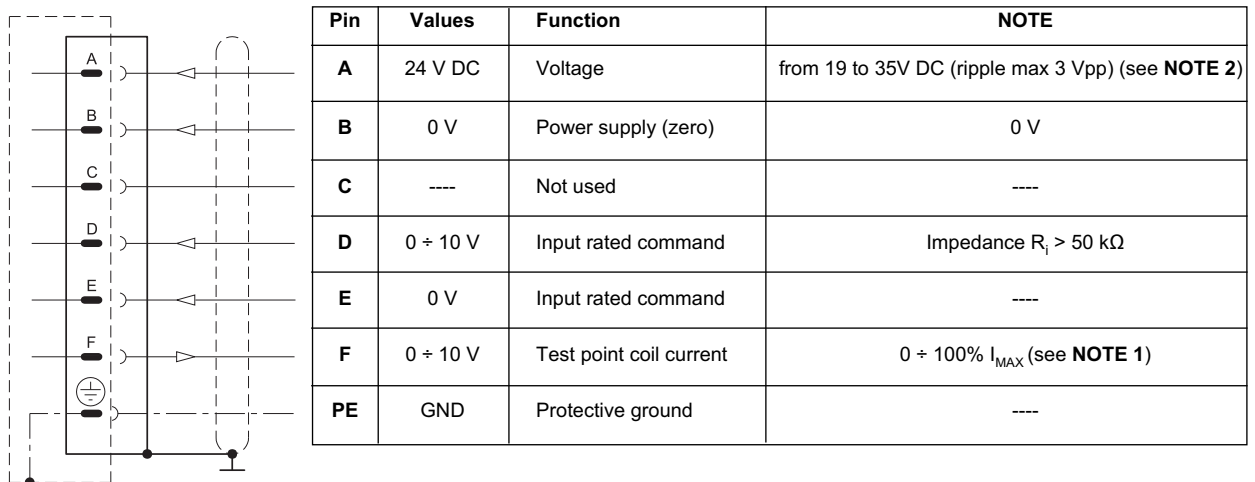 A
B
C
D
E
F
Pin Values Function NOTE
A 24 V DC Voltage from 19 to 35V DC (ripple max 3 Vpp) (see NOTE 2)
B 0 V Power supply (zero) 0 V
C ---- Not used ----
D 0 ÷ 10 V Input rated command Impedance Ri > 50 kΩ
E 0 V Input rated command ----
F 0 ÷ 10 V Test point coil current 0 ÷ 100% IMAX (see NOTE 1)
PE GND Protective ground ----